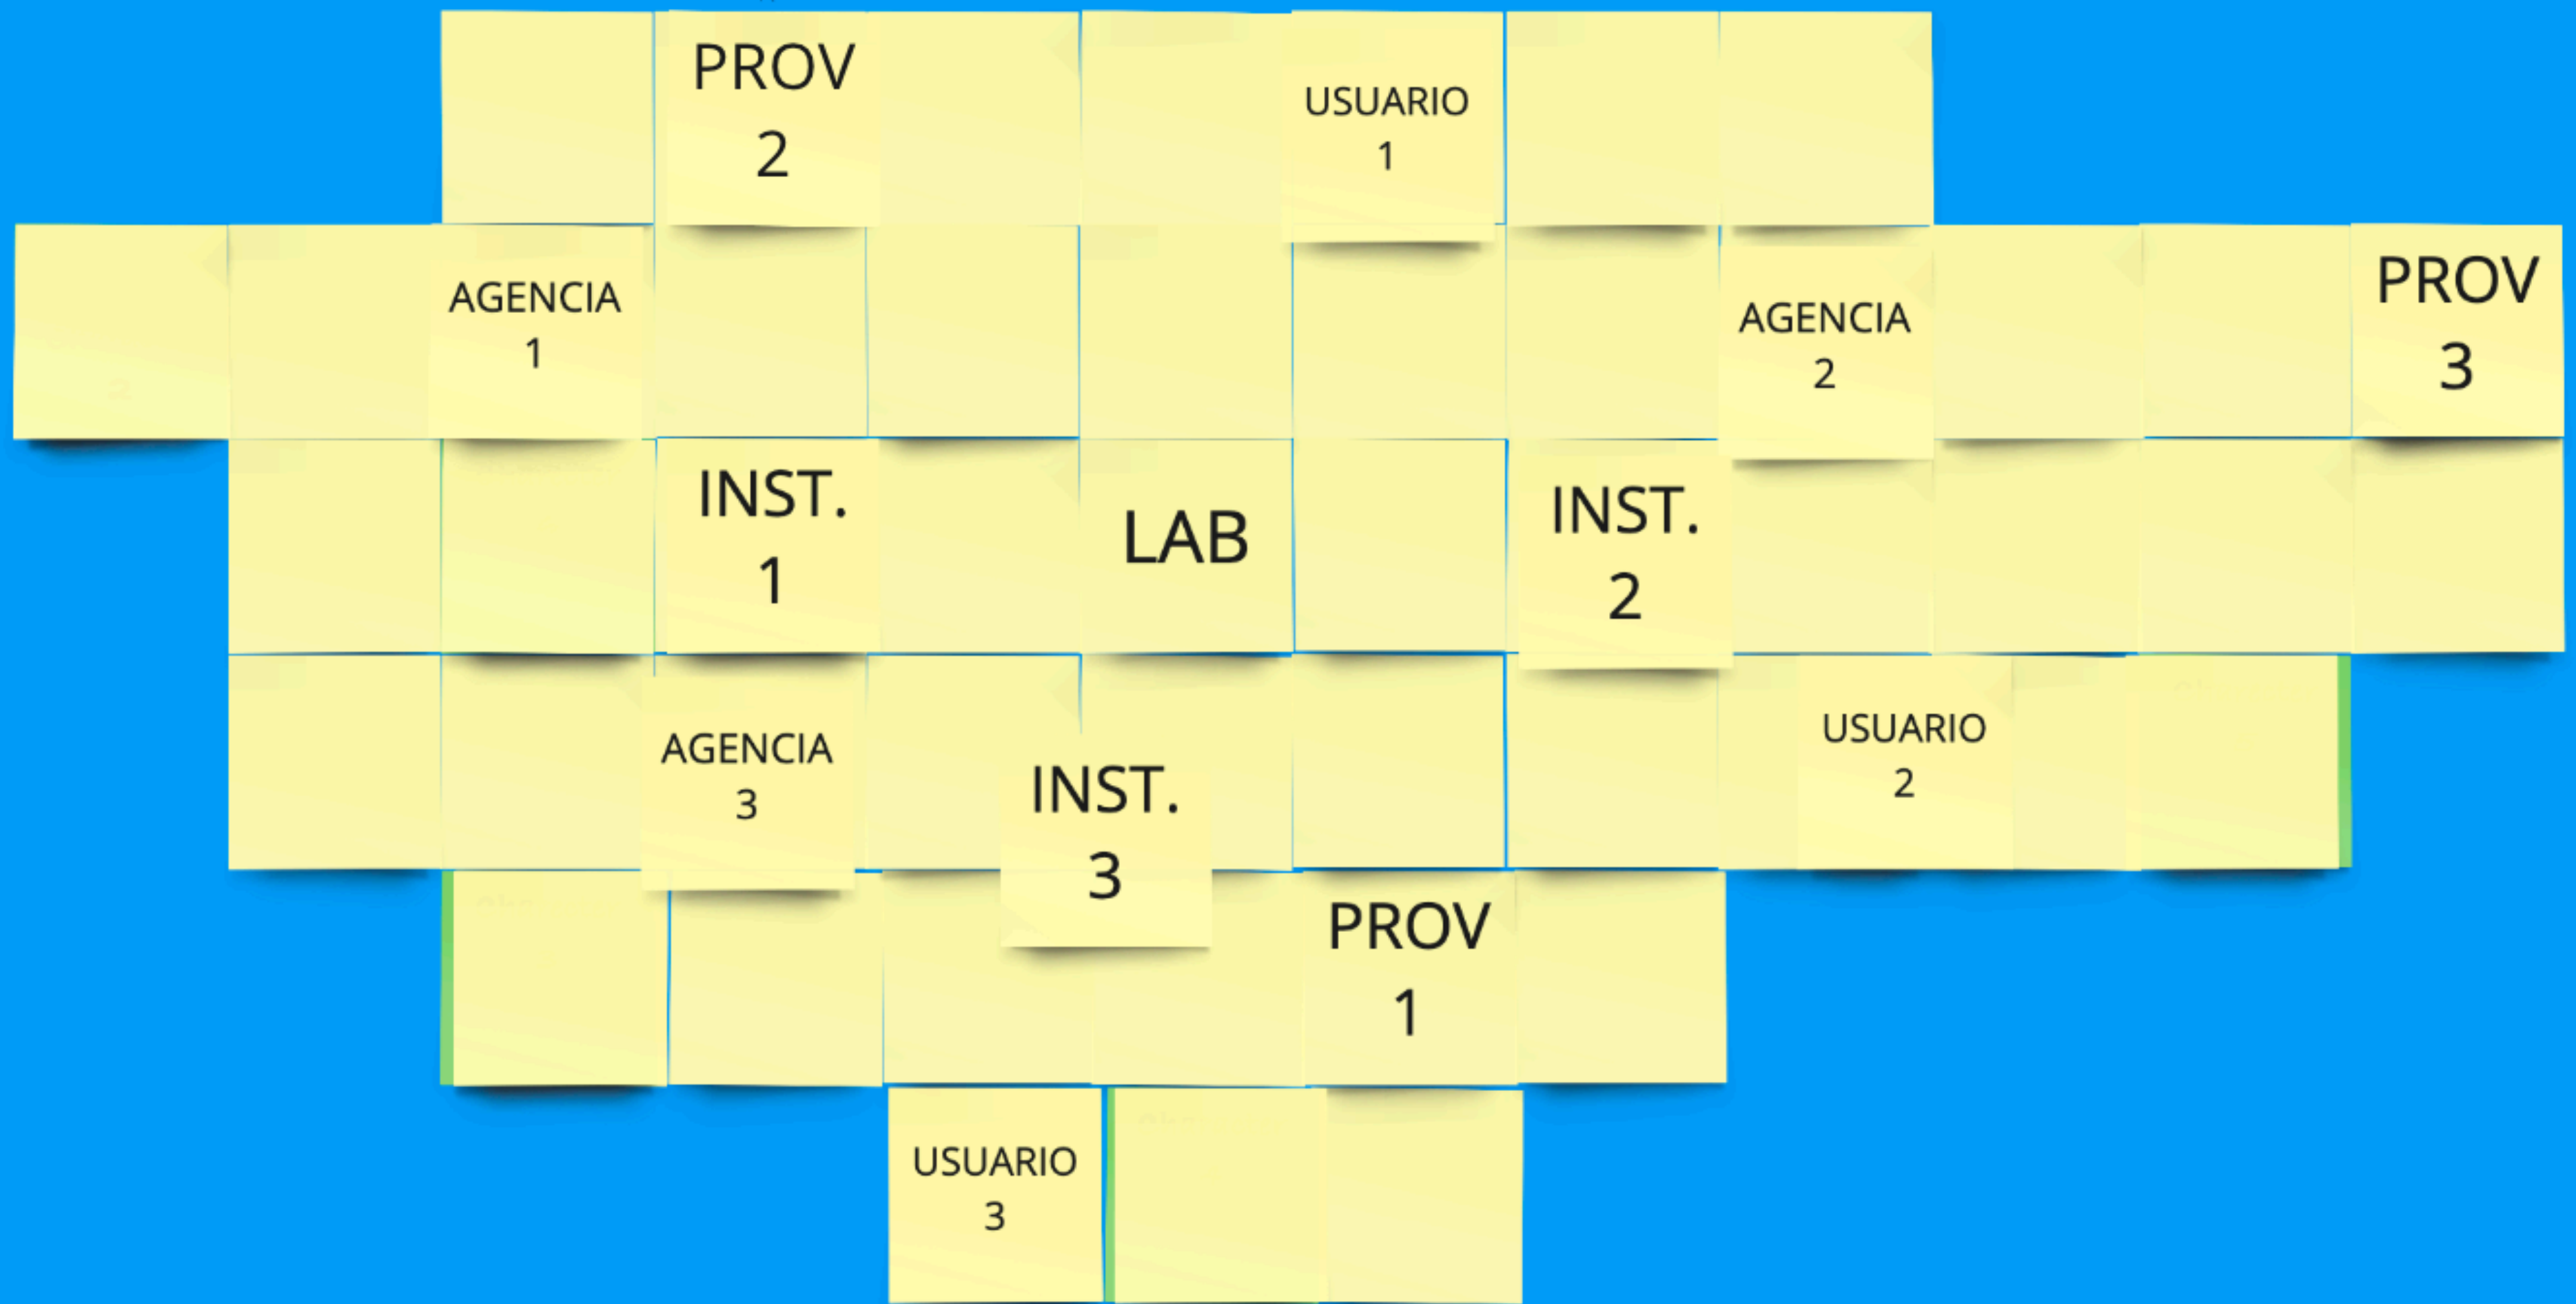 PROV
2
USUARIO
1
AGENCIA
1
AGENCIA
2
PROV
3
INST.
1
LAB
INST.
2
AGENCIA
3
INST.
3
USUARIO
2
PROV
1
USUARIO
3